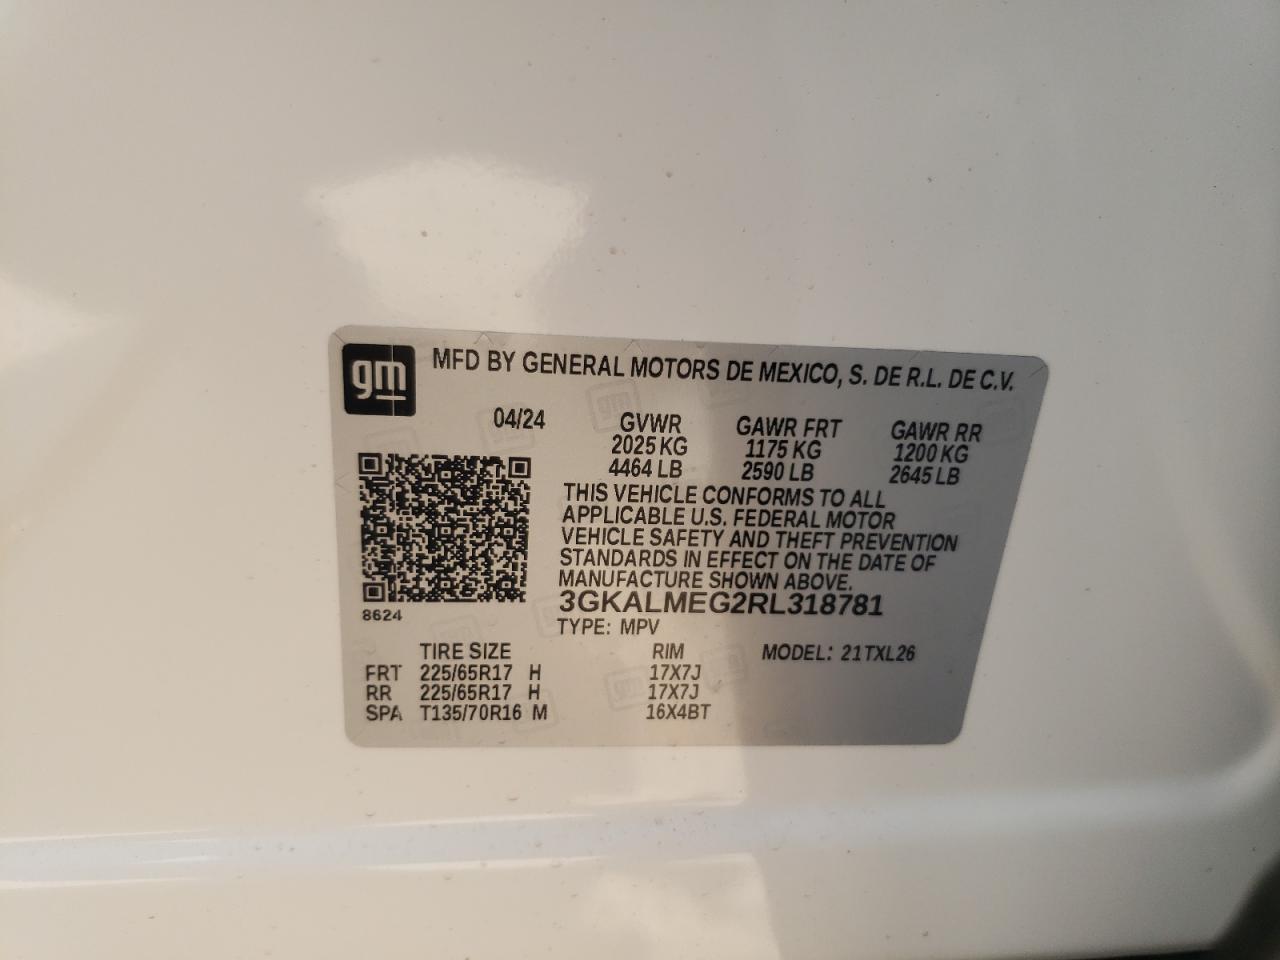 gm
MFD BY GENERAL MOTORS DE MEXICO, S. DE R.L. DE C.V.
04/24 GVWR GAWR FRT GAWR RR
2025 KG 1175 KG 1200 KG
4464 LB 2590 LB 2645 LB
THIS VEHICLE CONFORMS TO ALL
APPLICABLE U.S. FEDERAL MOTOR
VEHICLE SAFETY AND THEFT PREVENTION
STANDARDS IN EFFECT ON THE DATE OF
MANUFACTURE SHOWN ABOVE.
3GKALMEG2RL318781
8624
TYPE: MPV
TIRE SIZE RIM MODEL: 21TXL26
FRT 225/65R17 H 17X7J
RR 225/65R17 H 17X7J
SPA T135/70R16 M 16X4BT